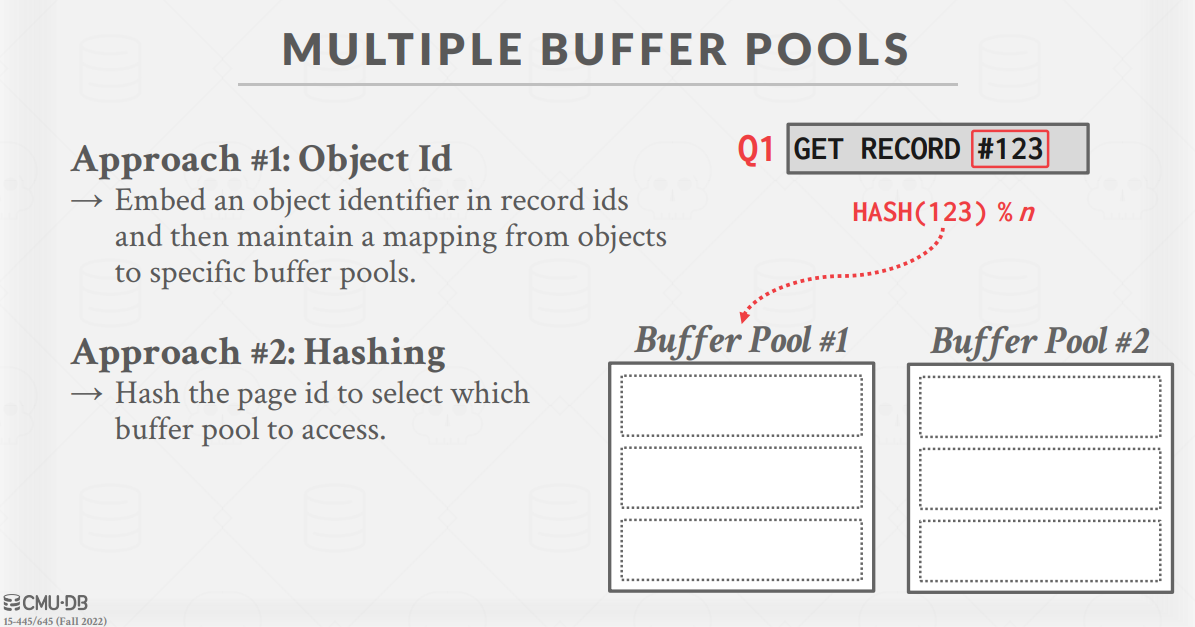 MULTIPLE BUFFER POOLS
Approach #1: Object Id
→ Embed an object identifier in record ids
and then maintain a mapping from objects
to specific buffer pools.
Approach #2: Hashing
→ Hash the page id to select which
buffer pool to access.
Q1 GET RECORD #123
HASH(123) % n
Buffer Pool #1
Buffer Pool #2
CMU·DB
15-445/645 (Fall 2022)